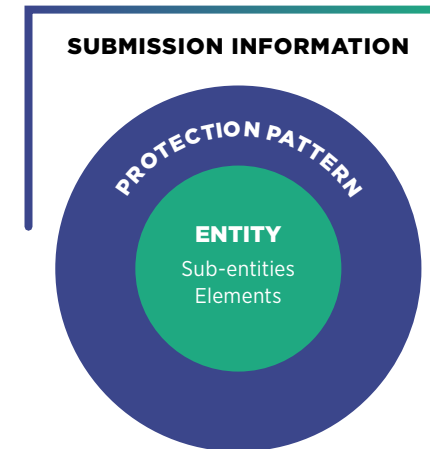 SUBMISSION INFORMATION
PROTECTION PATTERN
ENTITY
Sub-entities
Elements